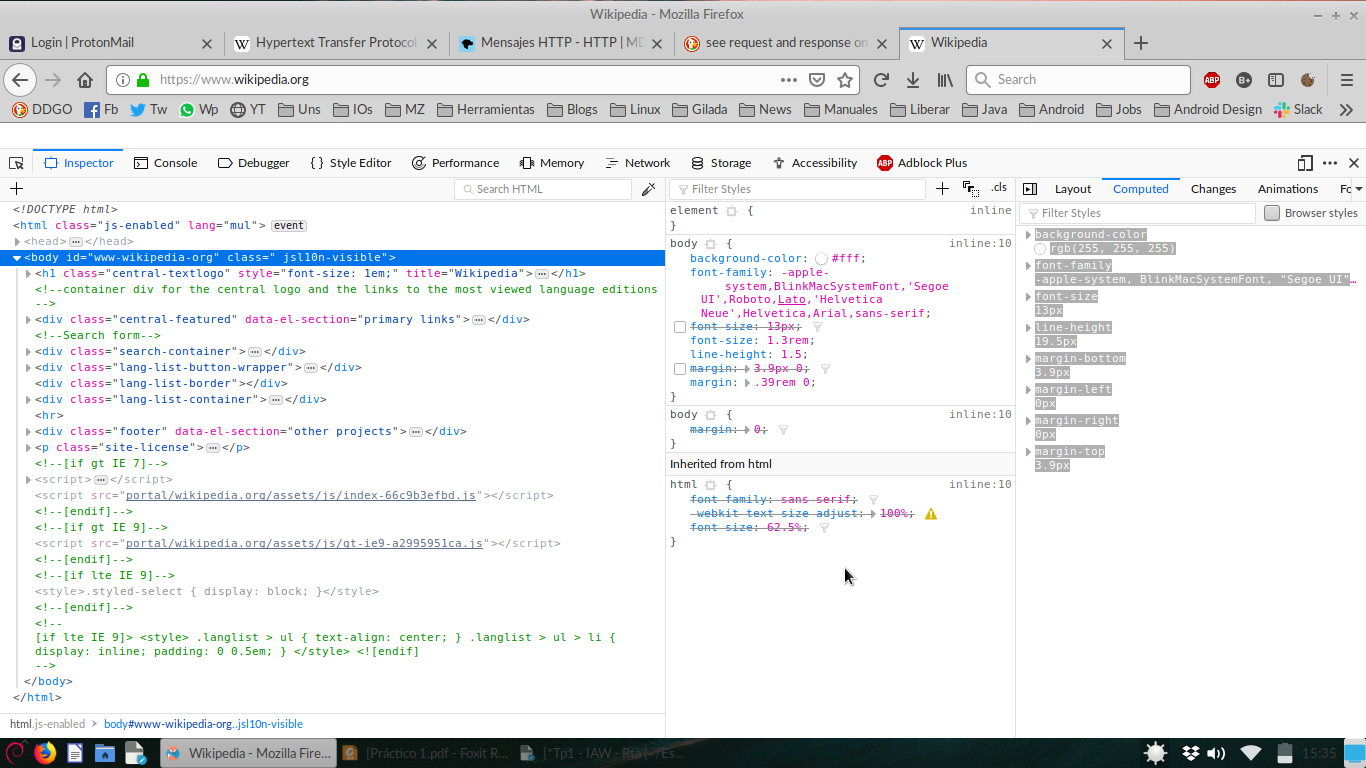 Wikipedia - Mozilla Firefox
Login | ProtonMail
Hypertext Transfer Protocol
Mensajes HTTP - HTTP | MD
see request and response on
Wikipedia
https://www.wikipedia.org
Search
DDGO Fb Tw Wp YT Uns IOs MZ Herramientas Blogs Linux Gilada News Manuales Liberar Java Android Jobs Android Design Slack
Inspector Console Debugger Style Editor Performance Memory Network Storage Accessibility Adblock Plus
Search HTML
<!DOCTYPE html>
<html class="js-enabled" lang="mul"> event
<head></head>
<body id="www-wikipedia-org" class=" jsl10n-visible">
<h1 class="central-textlogo" style="font-size: 1em;" title="Wikipedia"></h1>
<!--container div for the central logo and the links to the most viewed language editions
-->
<div class="central-featured" data-el-section="primary links"></div>
<!--Search form-->
<div class="search-container"></div>
<div class="lang-list-button-wrapper"></div>
<div class="lang-list-border"></div>
<div class="lang-list-container"></div>
<hr>
<div class="footer" data-el-section="other projects"></div>
<p class="site-license"></p>
<!--[if gt IE 7]-->
<script></script>
<script src="portal/wikipedia.org/assets/js/index-66c9b3efbd.js"></script>
<!--[endif]-->
<!--[if gt IE 9]-->
<script src="portal/wikipedia.org/assets/js/gt-ie9-a2995951ca.js"></script>
<!--[endif]-->
<!--[if lte IE 9]-->
<style>.styled-select { display: block; }</style>
<!--[endif]-->
<!--
[if lte IE 9]> <style> .langlist > ul { text-align: center; } .langlist > ul > li {
display: inline; padding: 0 0.5em; } </style> <![endif]
-->
</body>
</html>
html.js-enabled > body#www-wikipedia-org..jsl10n-visible
Filter Styles
.cls
element { inline
}
body { inline:10
background-color: #fff;
font-family: -apple-
system,BlinkMacSystemFont,'Segoe
UI',Roboto,Lato,'Helvetica
Neue',Helvetica,Arial,sans-serif;
font-size: 13px;
font-size: 1.3rem;
line-height: 1.5;
margin: 3.9px 0;
margin: .39rem 0;
}
body { inline:10
margin: 0;
}
Inherited from html
html { inline:10
font-family: sans-serif;
-webkit-text-size-adjust: 100%;
font-size: 62.5%;
}
Layout Computed Changes Animations Fo
Filter Styles
Browser styles
background-color
rgb(255, 255, 255)
font-family
-apple-system, BlinkMacSystemFont, "Segoe UI"…
font-size
13px
line-height
19.5px
margin-bottom
3.9px
margin-left
0px
margin-right
0px
margin-top
3.9px
Wikipedia - Mozilla Fire...
[Práctico 1.pdf - Foxit R...
[*Tp1 - IAW - Rta [~/Es...
15:35